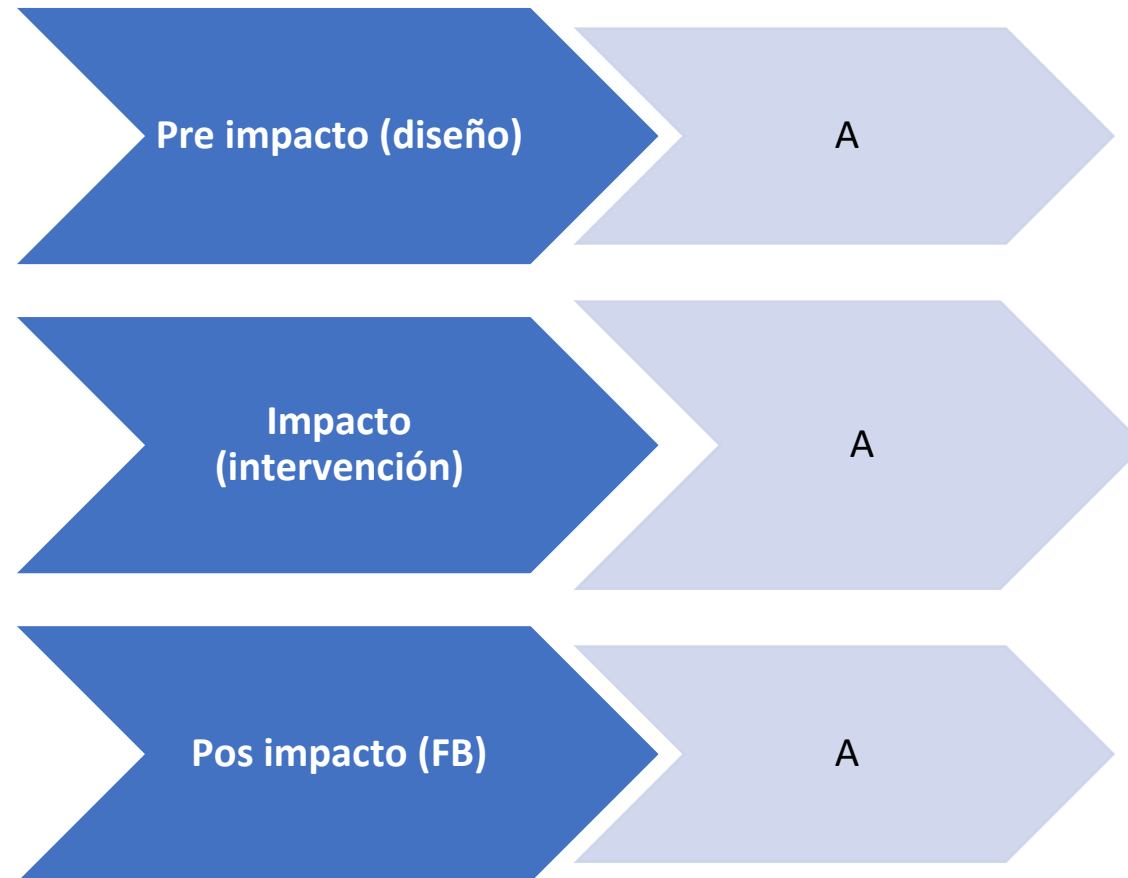 Pre impacto (diseño)
A
Impacto
(intervención)
A
Pos impacto (FB)
A